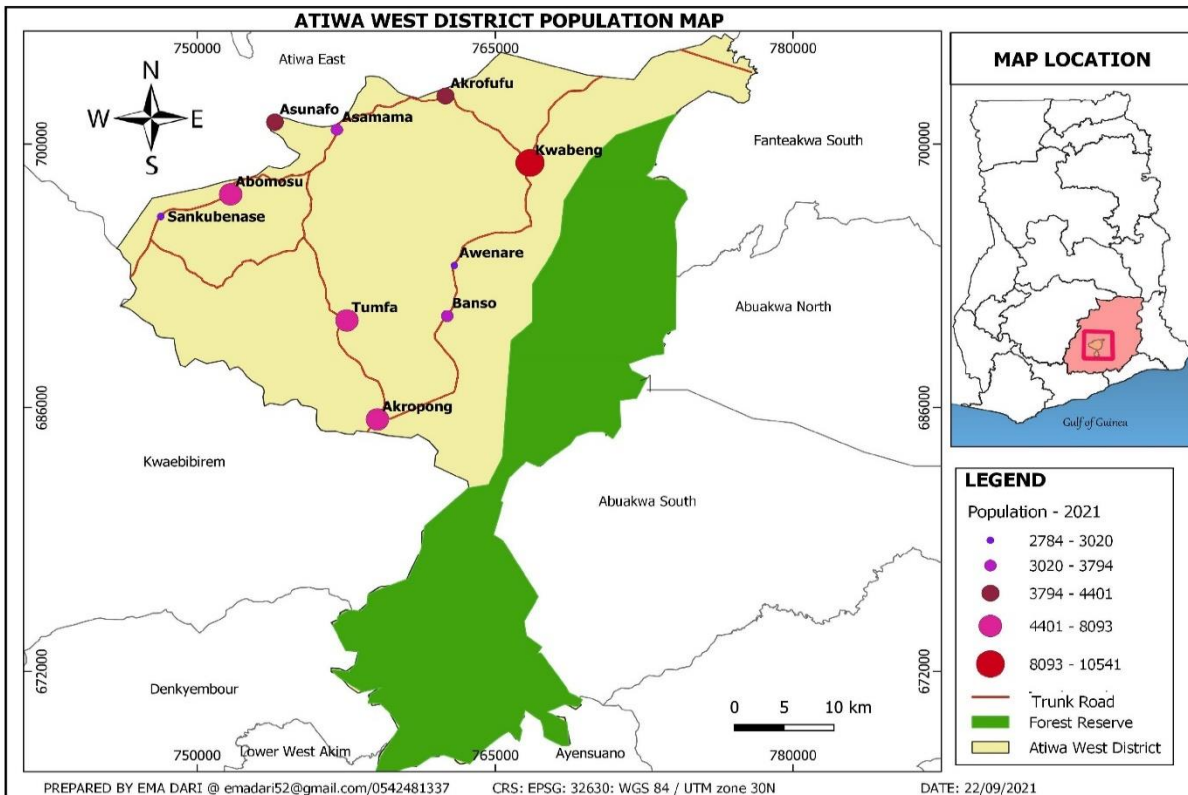 ATIWA WEST DISTRICT POPULATION MAP
750000
765000
780000
Atiwa East
N
W
E
S
Akrofufu
Asunafo
Asamama
700000
700000
Kwabeng
Fanteakwa South
Abomosu
Sankubenase
Awenare
Banso
Tumfa
Abuakwa North
Akropong
686000
686000
Kwaebibirem
Abuakwa South
672000
672000
Denkyembour
0 5 10 km
Lower West Akim
Ayensuano
750000
765000
780000
MAP LOCATION
Gulf of Guinea
LEGEND
Population - 2021
2784 - 3020
3020 - 3794
3794 - 4401
4401 - 8093
8093 - 10541
Trunk Road
Forest Reserve
Atiwa West District
PREPARED BY EMA DARI @ emadari52@gmail.com/0542481337
CRS: EPSG: 32630: WGS 84 / UTM zone 30N
DATE: 22/09/2021